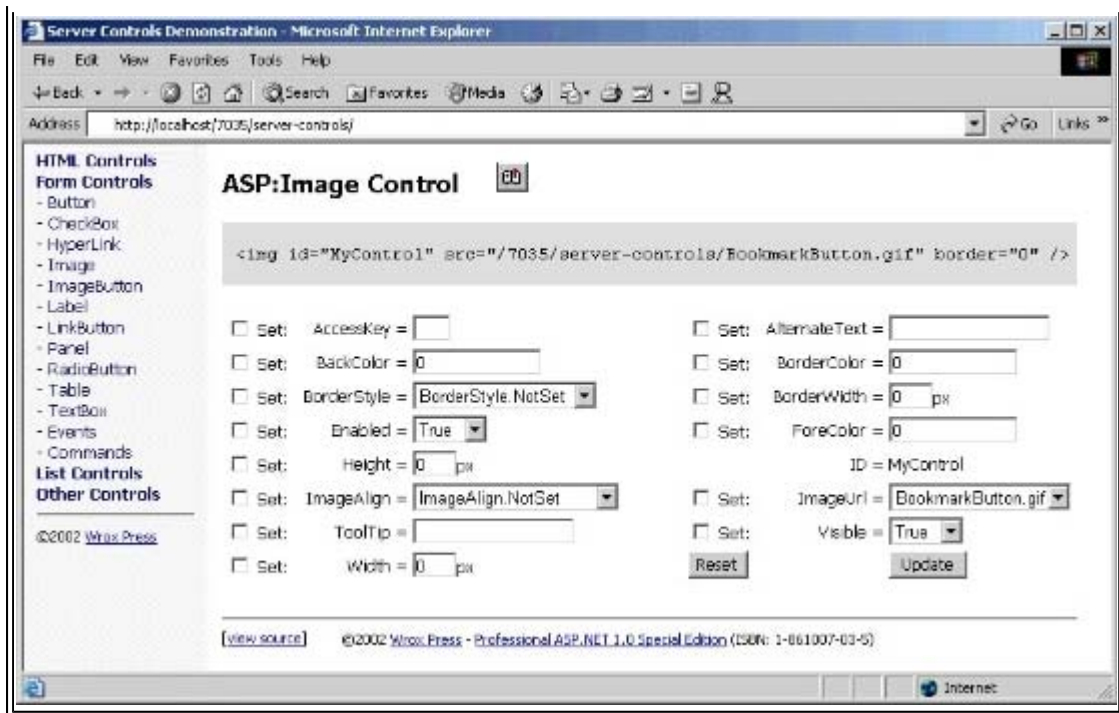 Server Controls Demonstration - Microsoft Internet Explorer
File Edit View Favorites Tools Help
Back Search Favorites Media
Address http://localhost/7035/server-controls/ Go Links »
HTML Controls
Form Controls
- Button
- CheckBox
- HyperLink
- Image
- ImageButton
- Label
- LinkButton
- Panel
- RadioButton
- Table
- TextBox
- Events
- Commands
List Controls
Other Controls
©2002 Wrox Press
ASP:Image Control
<img id="MyControl" src="/7035/server-controls/BookmarkButton.gif" border="0" />
Set: AccessKey = Set: AlternateText =
Set: BackColor = 0 Set: BorderColor = 0
Set: BorderStyle = BorderStyle.NotSet Set: BorderWidth = 0 px
Set: Enabled = True Set: ForeColor = 0
Set: Height = 0 px ID = MyControl
Set: ImageAlign = ImageAlign.NotSet Set: ImageUrl = BookmarkButton.gif
Set: ToolTip = Set: Visible = True
Set: Width = 0 px Reset Update
[view source] ©2002 Wrox Press - Professional ASP.NET 1.0 Special Edition (ISBN: 1-861007-03-5)
Internet